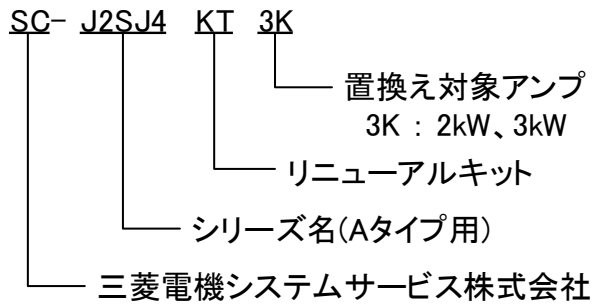 SC- J2SJ4 KT 3K
置換え対象アンプ
3K : 2kW、3kW
リニューアルキット
シリーズ名(Aタイプ用)
三菱電機システムサービス株式会社